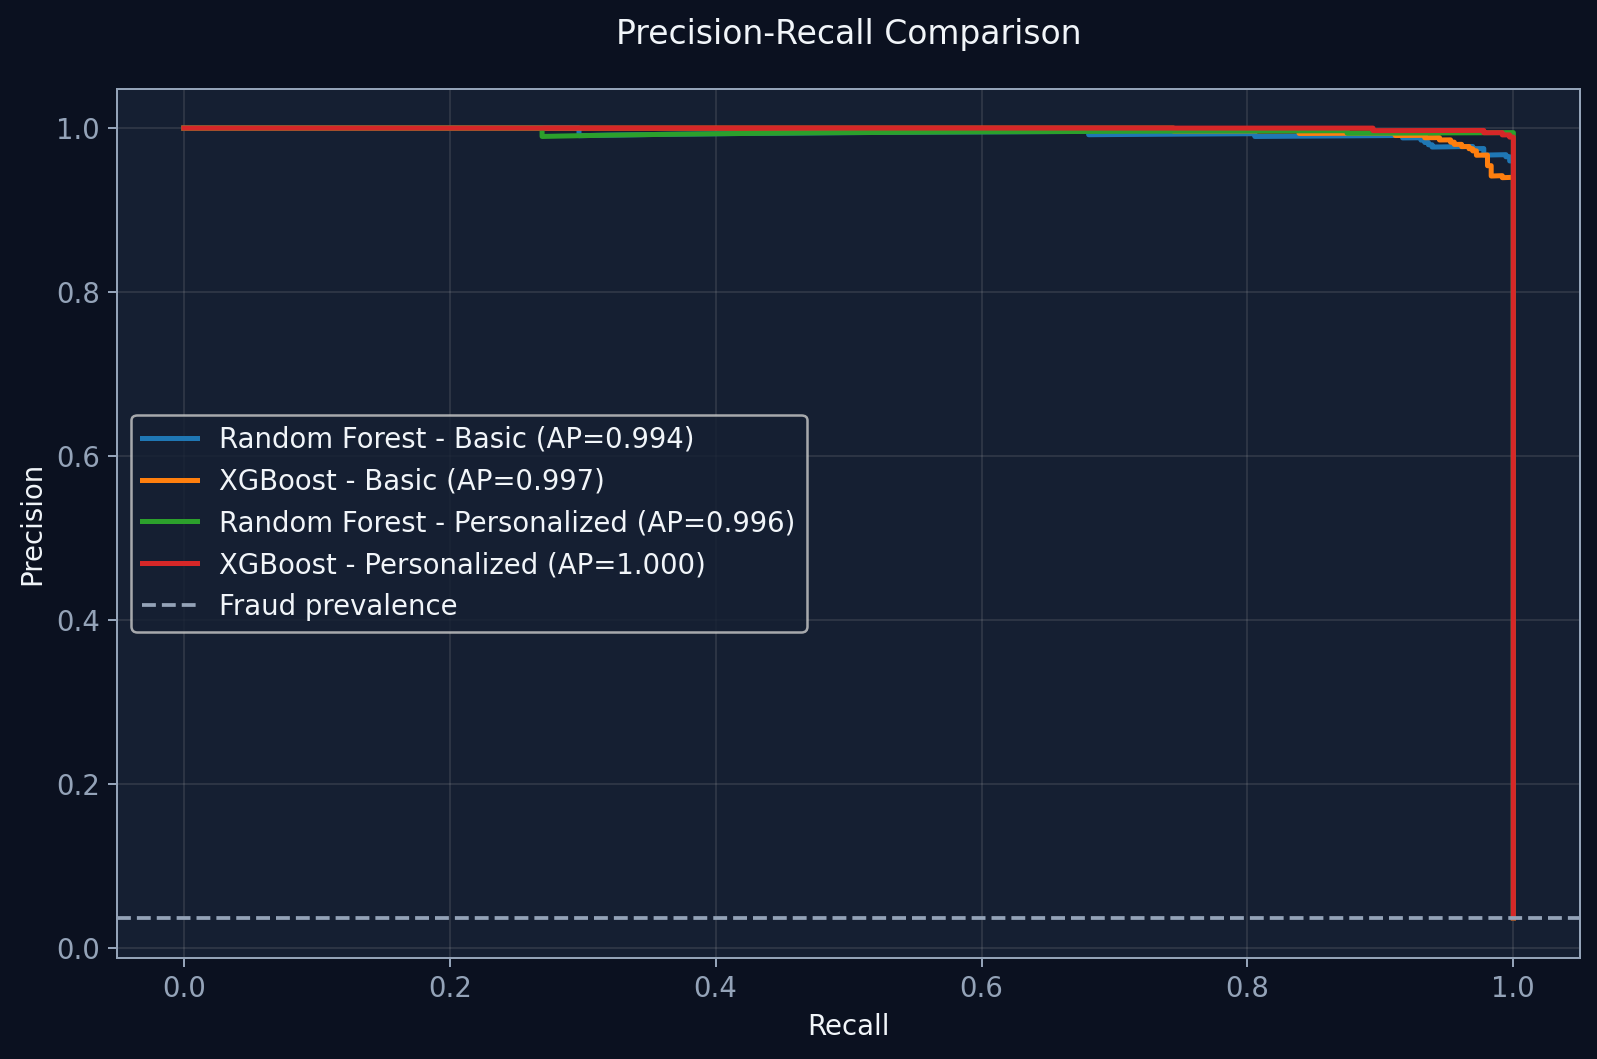 Precision-Recall Comparison
1.0
0.8
0.6
0.4
0.2
0.0
Precision
Random Forest - Basic (AP=0.994)
XGBoost - Basic (AP=0.997)
Random Forest - Personalized (AP=0.996)
XGBoost - Personalized (AP=1.000)
Fraud prevalence
0.0 0.2 0.4 0.6 0.8 1.0
Recall